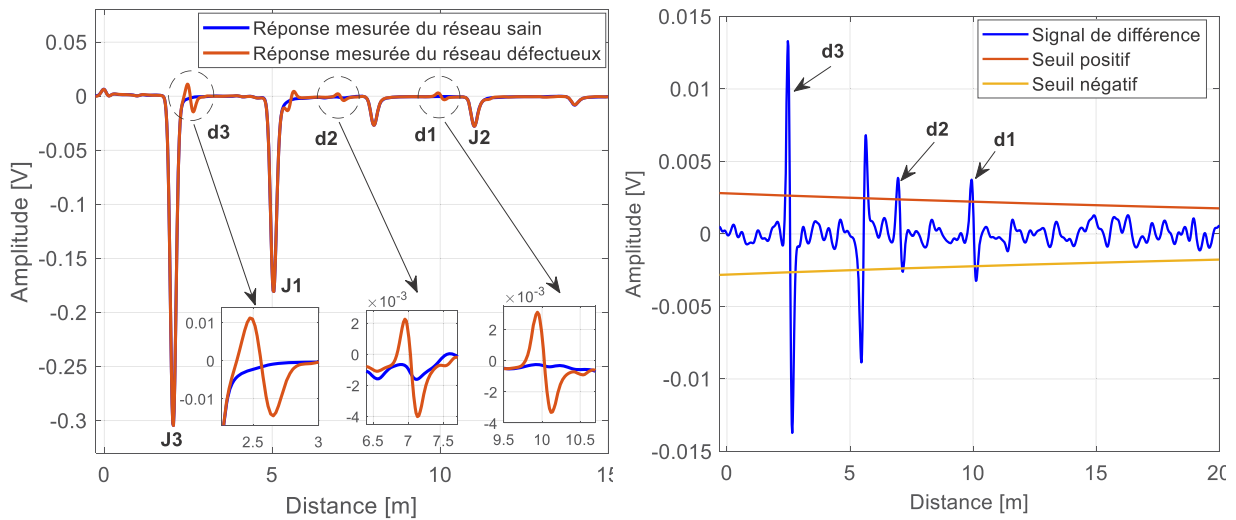 Réponse mesurée du réseau sain
Réponse mesurée du réseau défectueux
0.05
0
-0.05
-0.1
-0.15
-0.2
-0.25
-0.3
Amplitude [V]
d3
d2
d1
J2
J1
J3
0.01
0
-0.01
2.5 3
×10⁻³
2
0
-2
-4
6.5 7 7.5
×10⁻³
2
0
-2
-4
9.5 10 10.5
0 5 10 15
Distance [m]
0.015
0.010
0.005
0
-0.005
-0.01
-0.015
Amplitude [V]
Signal de différence
Seuil positif
Seuil négatif
d3
d2
d1
0 5 10 15 20
Distance [m]